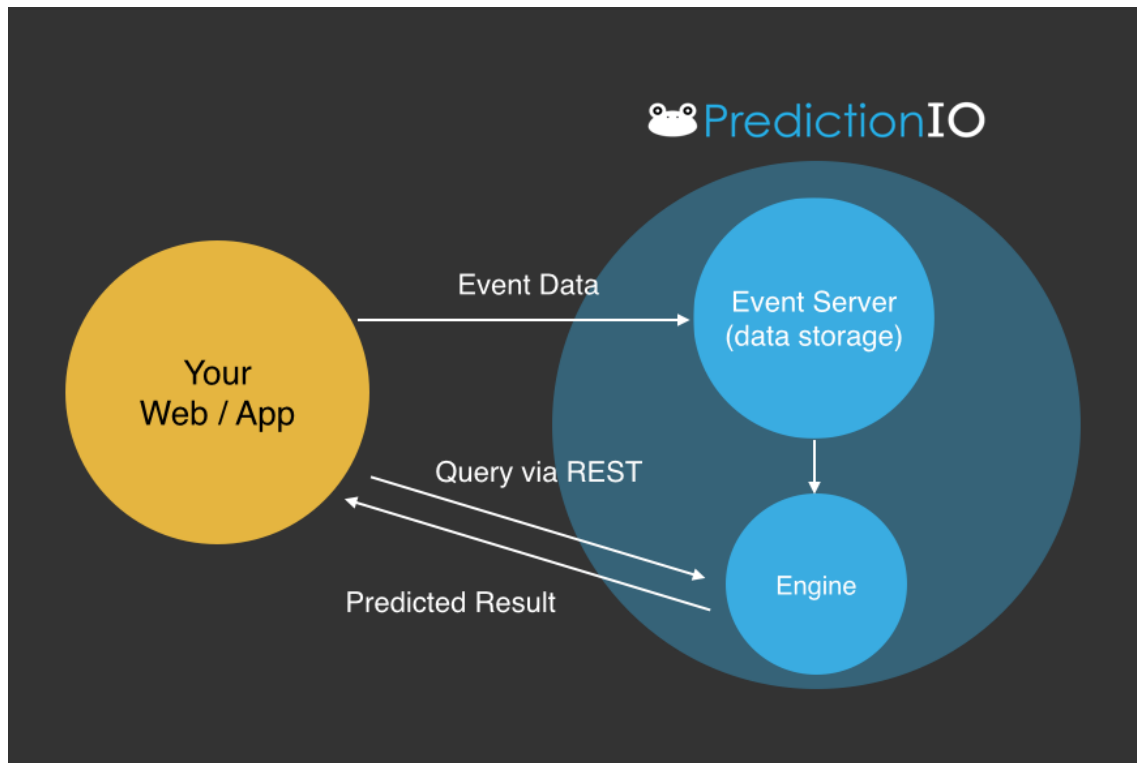 PredictionIO
Event Data
Event Server
(data storage)
Your
Web / App
Query via REST
Engine
Predicted Result